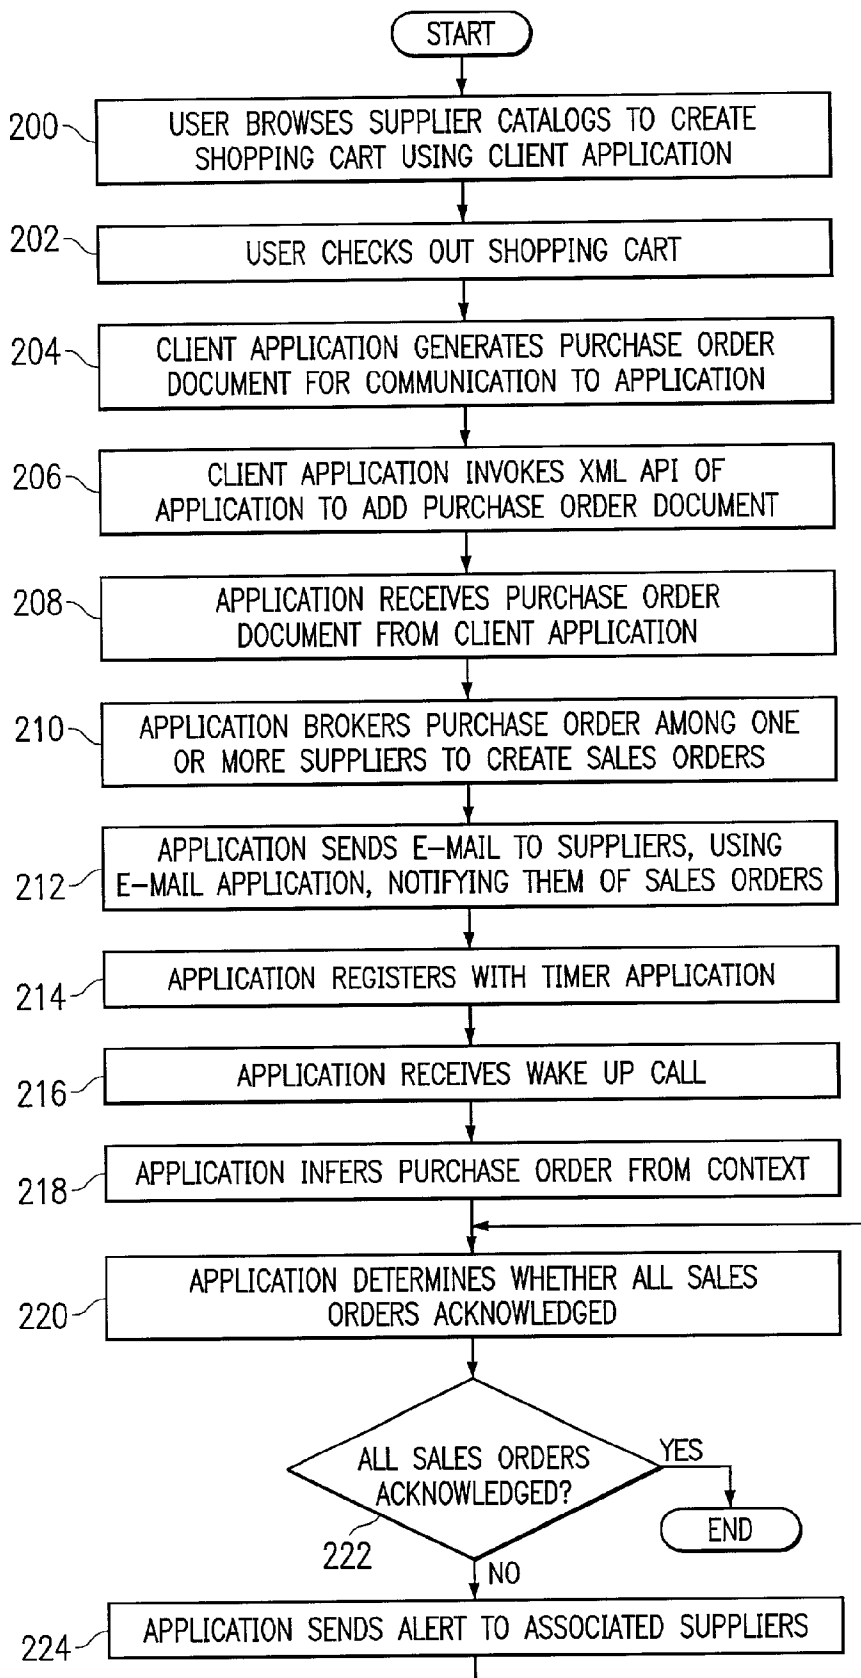 START
200
USER BROWSES SUPPLIER CATALOGS TO CREATE
SHOPPING CART USING CLIENT APPLICATION
202
USER CHECKS OUT SHOPPING CART
204
CLIENT APPLICATION GENERATES PURCHASE ORDER
DOCUMENT FOR COMMUNICATION TO APPLICATION
206
CLIENT APPLICATION INVOKES XML API OF
APPLICATION TO ADD PURCHASE ORDER DOCUMENT
208
APPLICATION RECEIVES PURCHASE ORDER
DOCUMENT FROM CLIENT APPLICATION
210
APPLICATION BROKERS PURCHASE ORDER AMONG ONE
OR MORE SUPPLIERS TO CREATE SALES ORDERS
212
APPLICATION SENDS E-MAIL TO SUPPLIERS, USING
E-MAIL APPLICATION, NOTIFYING THEM OF SALES ORDERS
214
APPLICATION REGISTERS WITH TIMER APPLICATION
216
APPLICATION RECEIVES WAKE UP CALL
218
APPLICATION INFERS PURCHASE ORDER FROM CONTEXT
220
APPLICATION DETERMINES WHETHER ALL SALES
ORDERS ACKNOWLEDGED
ALL SALES ORDERS
ACKNOWLEDGED?
222
YES
END
NO
224
APPLICATION SENDS ALERT TO ASSOCIATED SUPPLIERS